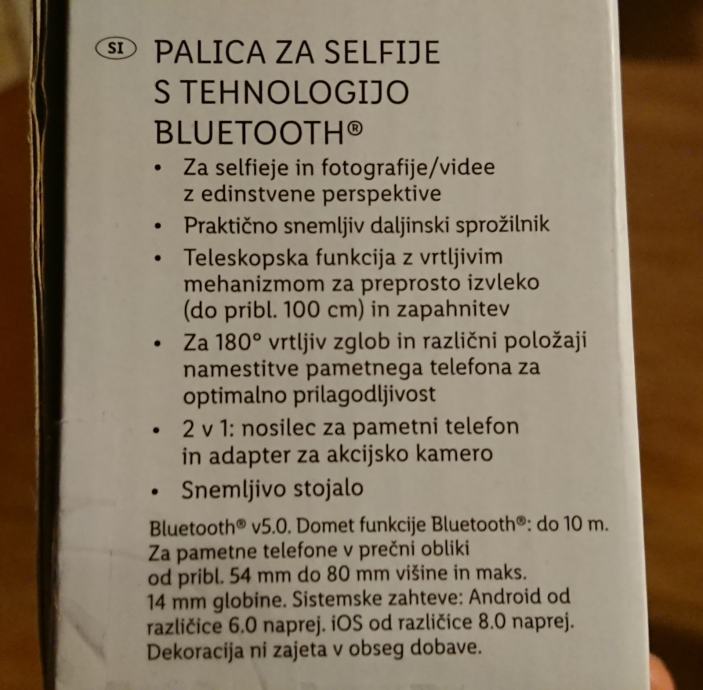 SI
PALICA ZA SELFIJE
S TEHNOLOGIJO
BLUETOOTH®
• Za selfieje in fotografije/videe
z edinstvene perspektive
• Praktično snemljiv daljinski sprožilnik
• Teleskopska funkcija z vrtljivim
mehanizmom za preprosto izvleko
(do pribl. 100 cm) in zapahnitev
• Za 180° vrtljiv zglob in različni položaji
namestitve pametnega telefona za
optimalno prilagodljivost
• 2 v 1: nosilec za pametni telefon
in adapter za akcijsko kamero
• Snemljivo stojalo
Bluetooth® v5.0. Domet funkcije Bluetooth®: do 10 m.
Za pametne telefone v prečni obliki
od pribl. 54 mm do 80 mm višine in maks.
14 mm globine. Sistemske zahteve: Android od
različice 6.0 naprej. iOS od različice 8.0 naprej.
Dekoracija ni zajeta v obseg dobave.